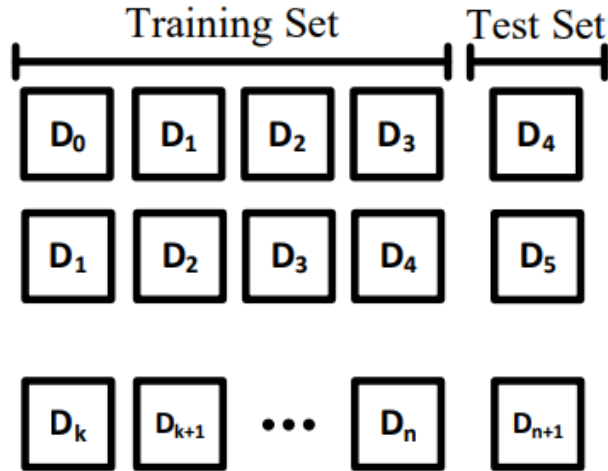 Training Set Test Set
D₀ D₁ D₂ D₃ D₄
D₁ D₂ D₃ D₄ D₅
Dₖ Dₖ₊₁ ••• Dₙ Dₙ₊₁